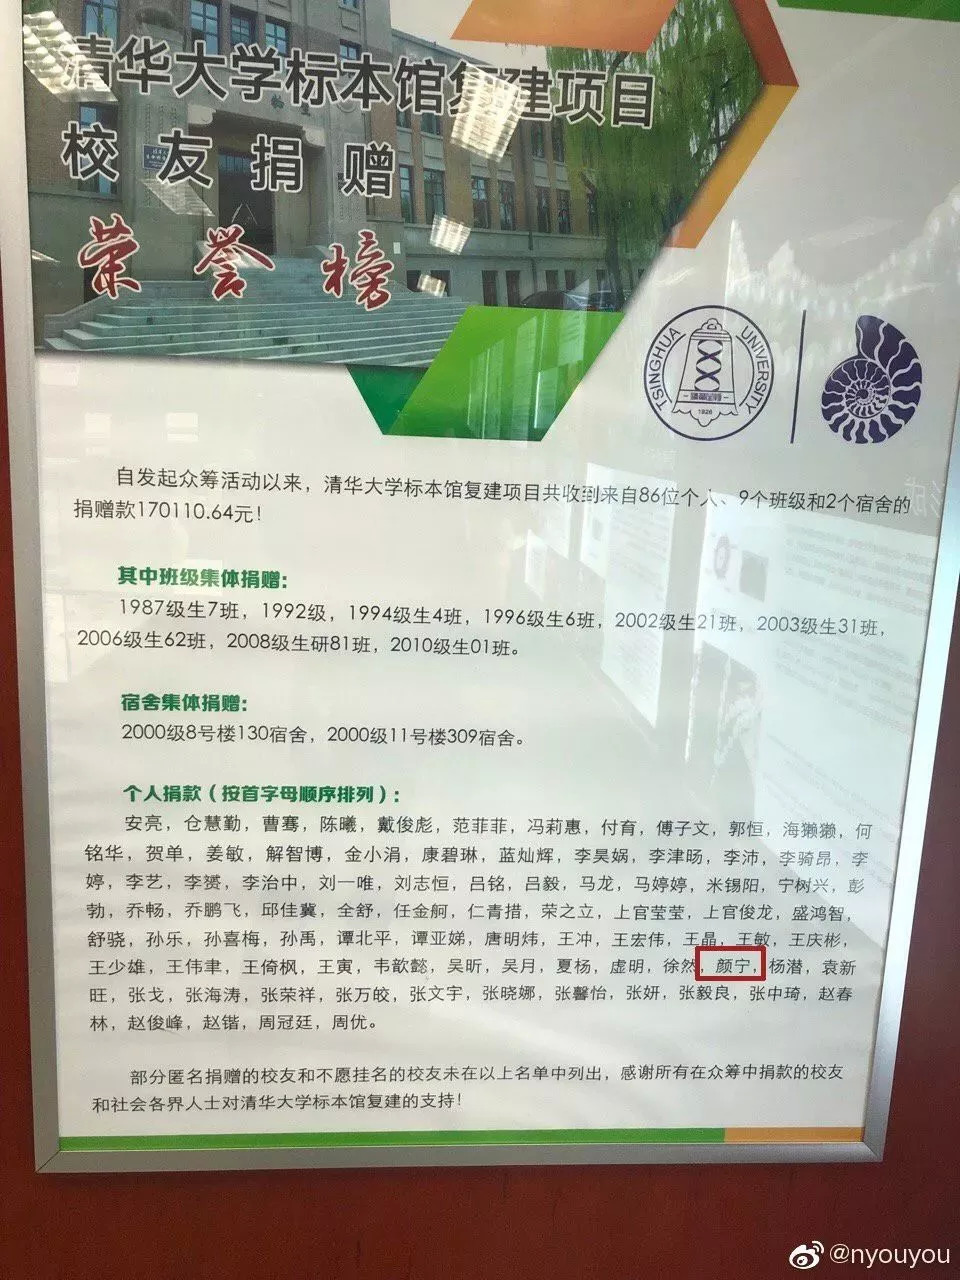 清华大学标本馆复建项目
校友捐赠
荣誉榜
TSINGHUA UNIVERSITY
1926
自发起众筹活动以来，清华大学标本馆复建项目共收到来自86位个人、9个班级和2个宿舍的
捐赠款170110.64元！
其中班级集体捐赠：
1987级生7班，1992级，1994级生4班，1996级生6班，2002级生21班，2003级生31班，
2006级生62班，2008级生研81班，2010级生01班。
宿舍集体捐赠：
2000级8号楼130宿舍，2000级11号楼309宿舍。
个人捐款（按首字母顺序排列）：
安亮，仓慧勤，曹骞，陈曦，戴俊彪，范菲菲，冯莉惠，付育，傅子文，郭恒，海獭獭，何
铭华，贺单，姜敏，解智博，金小涓，康碧琳，蓝灿辉，李昊娲，李津旸，李沛，李骑昂，李
婷，李艺，李赟，李治中，刘一唯，刘志恒，吕铭，吕毅，马龙，马婷婷，米锡阳，宁树兴，彭
勃，乔畅，乔鹏飞，邱佳冀，全舒，任金舸，仁青措，荣之立，上官莹莹，上官俊龙，盛鸿智，
舒骁，孙乐，孙喜梅，孙禹，谭北平，谭亚娣，唐明炜，王冲，王宏伟，王晶，王敏，王庆彬，
王少雄，王伟聿，王倚枫，王寅，韦歆懿，吴昕，吴月，夏杨，虚明，徐然，颜宁，杨潜，袁新
旺，张戈，张海涛，张荣祥，张万皎，张文宇，张晓娜，张馨怡，张妍，张毅良，张中琦，赵春
林，赵俊峰，赵锴，周冠廷，周优。
部分匿名捐赠的校友和不愿挂名的校友未在以上名单中列出，感谢所有在众筹中捐款的校友
和社会各界人士对清华大学标本馆复建的支持！
@nyouyou